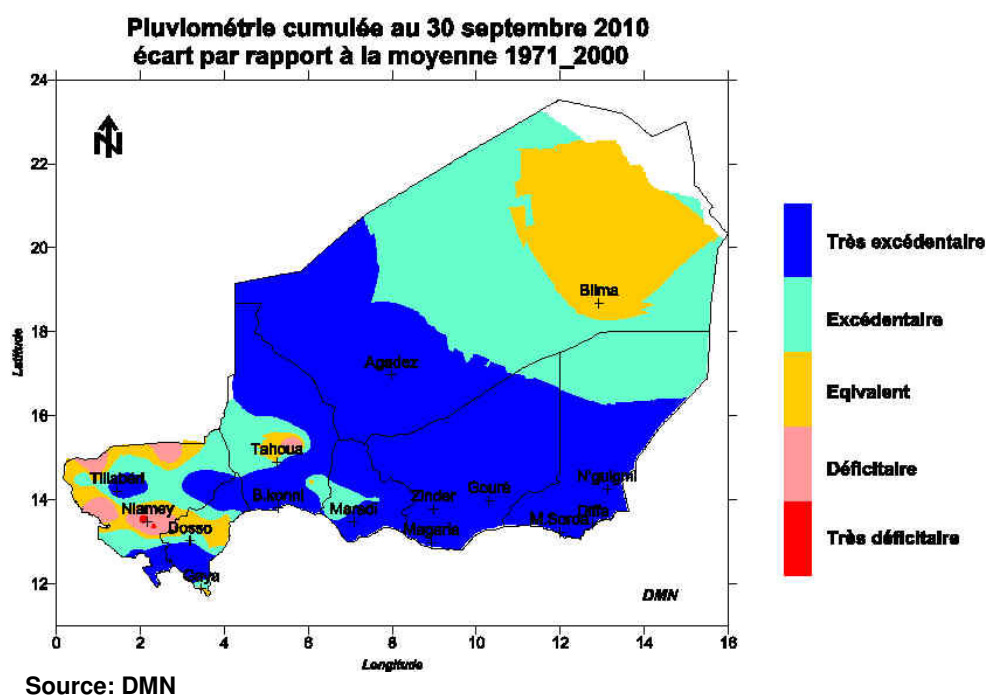 Pluviométrie cumulée au 30 septembre 2010
écart par rapport à la moyenne 1971_2000
24
22
20
18
16
14
12
Latitude
N
Bilma
Agadez
Tahoua
Tillabéri
B.konni
N'guigmi
Gouré
Zinder
Maradi
Niamey
Diffa
M.Soroa
Dosso
Magaria
Gaya
DMN
0 2 4 6 8 10 12 14 16
Longitude
Très excédentaire
Excédentaire
Eqivalent
Déficitaire
Très déficitaire
Source: DMN